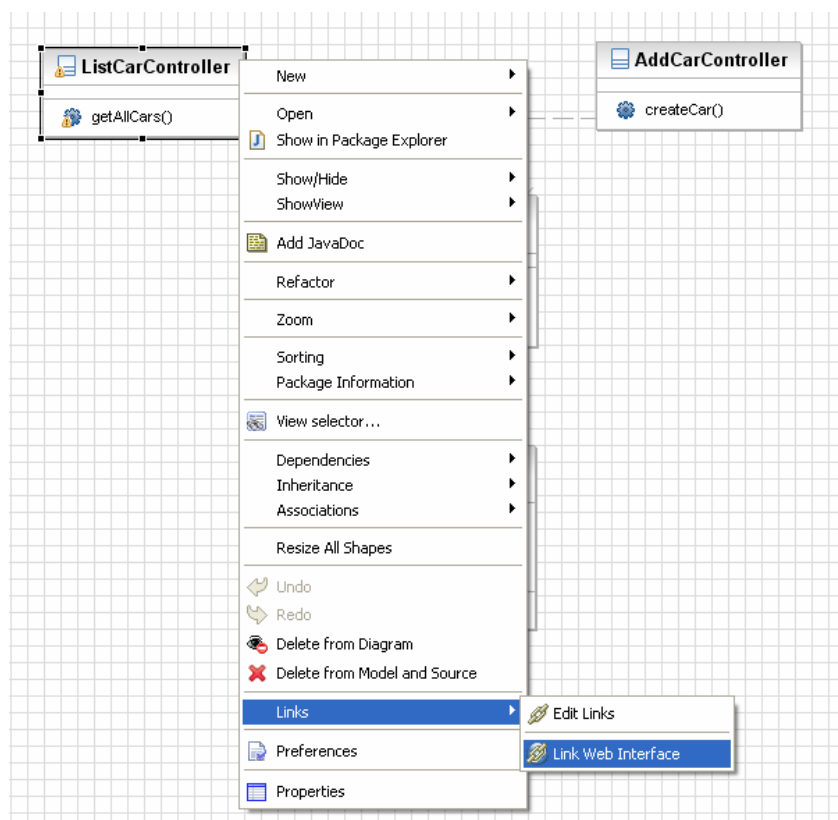 ListCarController
getAllCars()
AddCarController
createCar()
New
Open
Show in Package Explorer
Show/Hide
ShowView
Add JavaDoc
Refactor
Zoom
Sorting
Package Information
View selector...
Dependencies
Inheritance
Associations
Resize All Shapes
Undo
Redo
Delete from Diagram
Delete from Model and Source
Links
Edit Links
Link Web Interface
Preferences
Properties